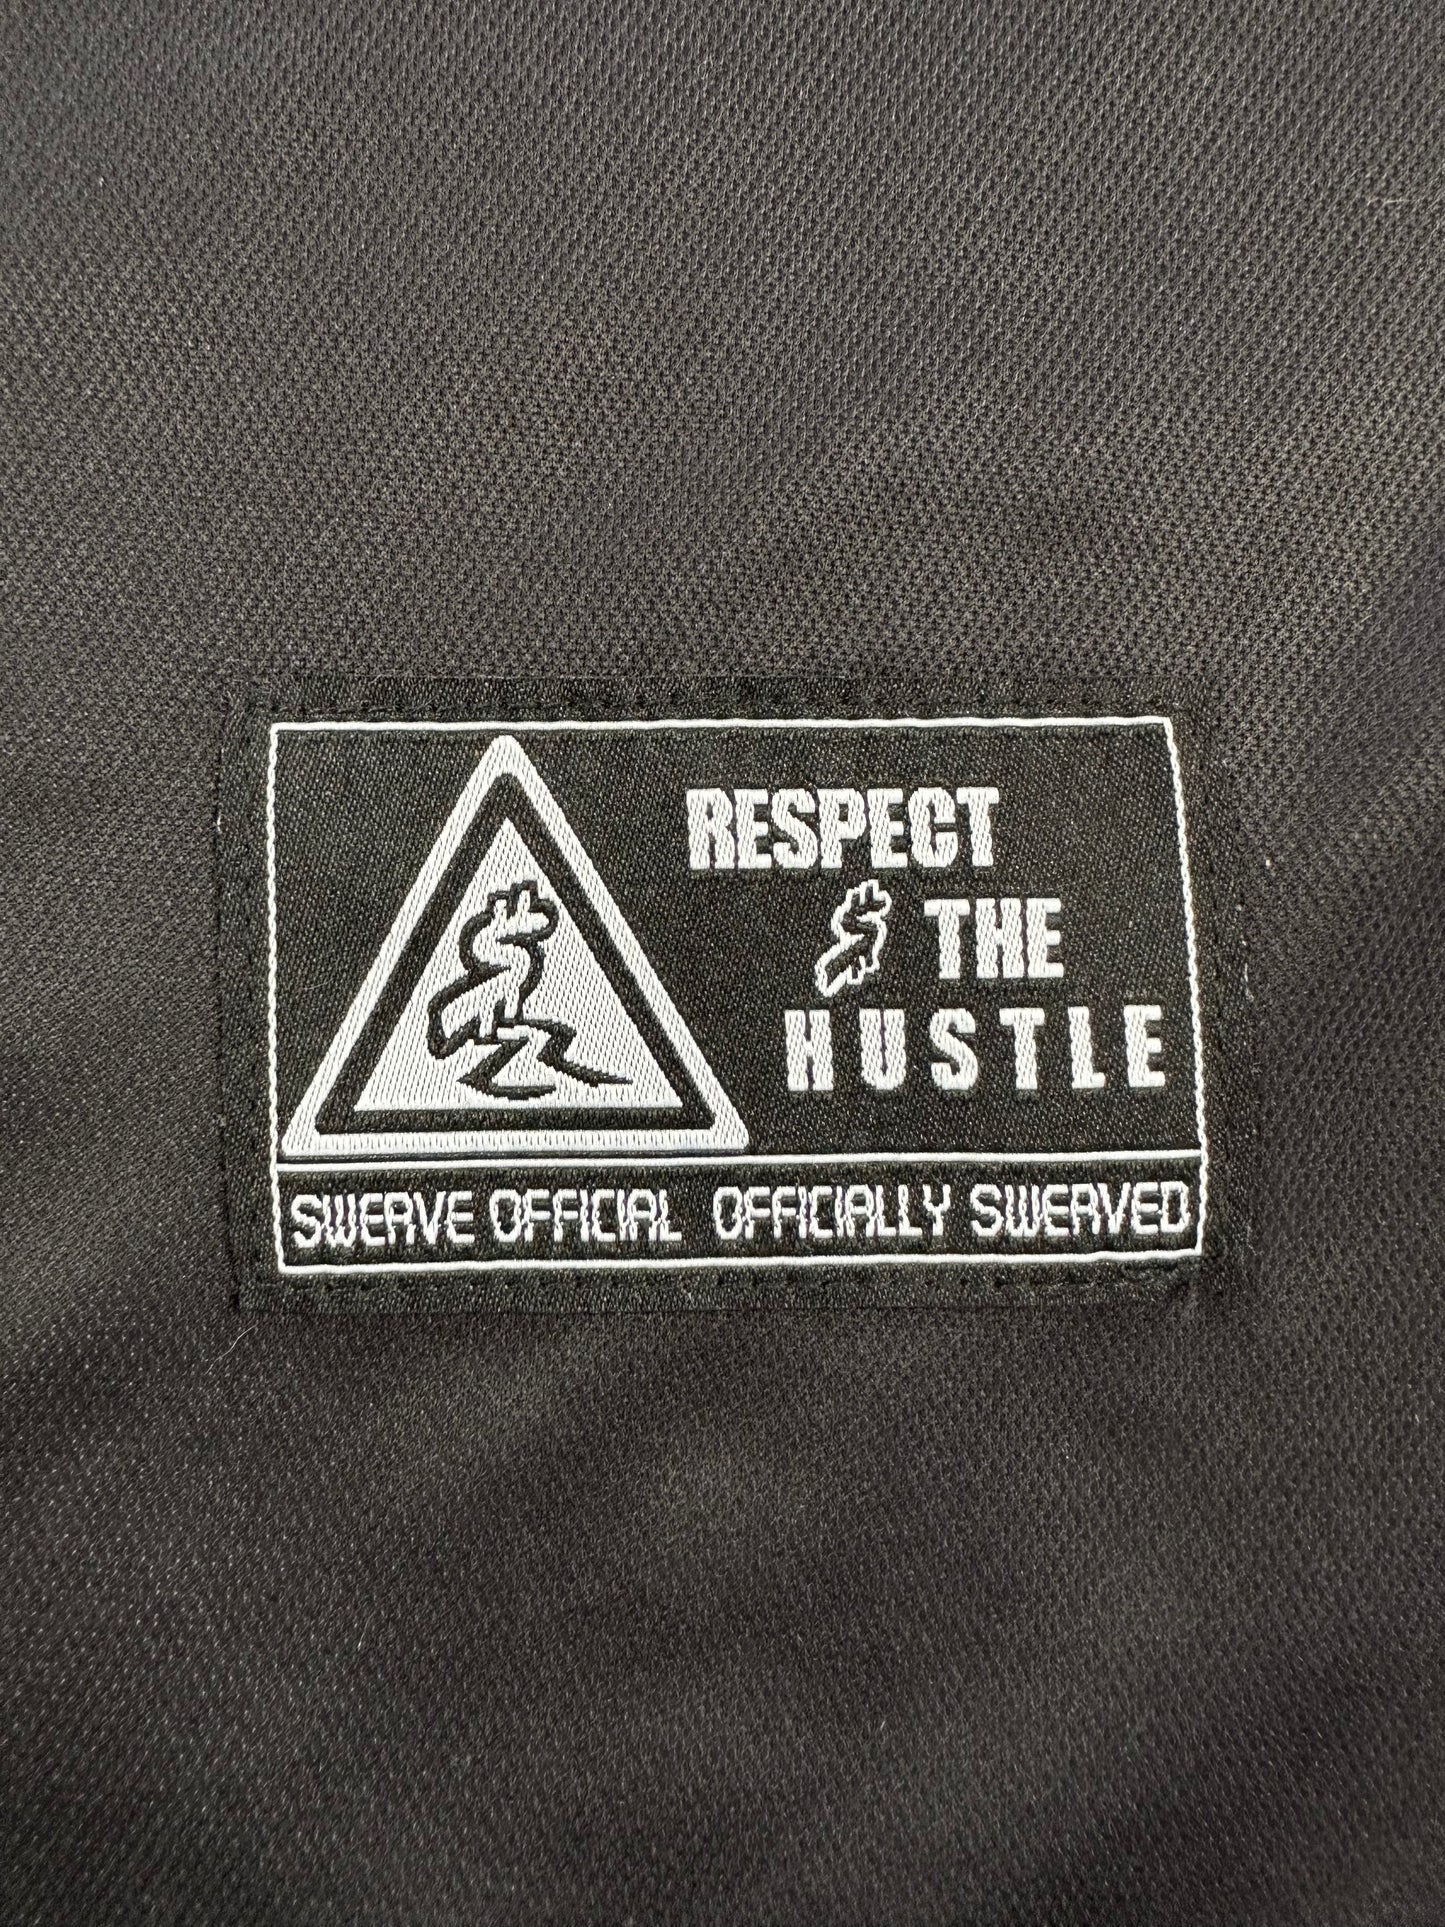 RESPECT
THE
HUSTLE
SWERVE OFFICIAL OFFICIALLY SWERVED